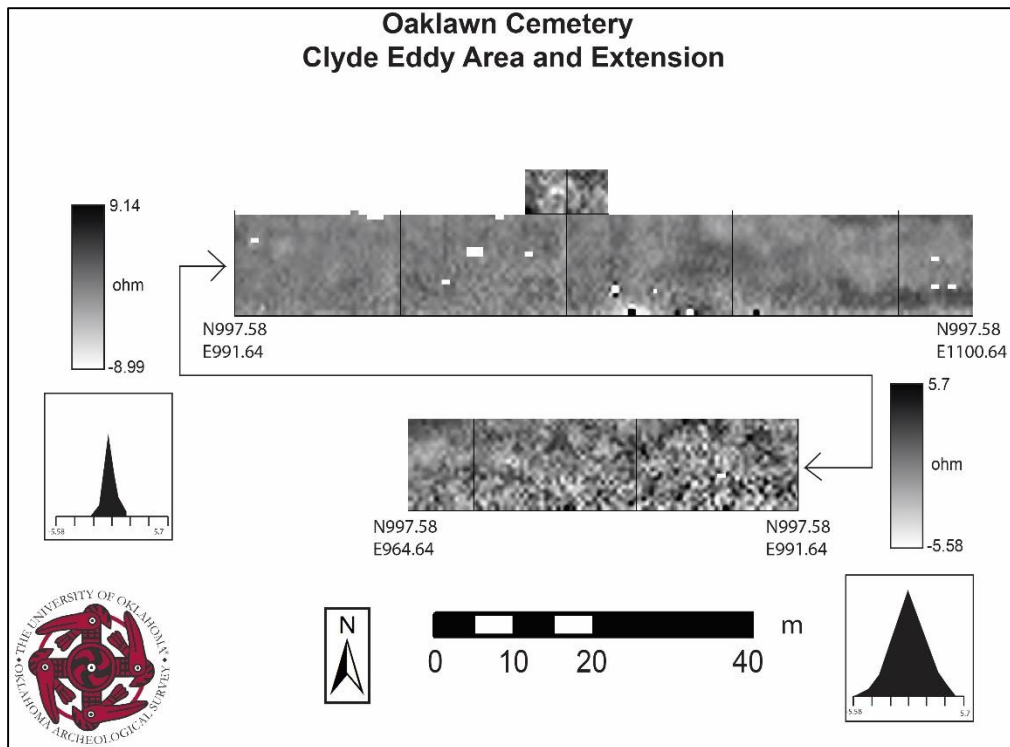 Oaklawn Cemetery
Clyde Eddy Area and Extension
9.14
ohm
-8.99
N997.58
E991.64
N997.58
E1100.64
5.7
ohm
-5.58
N997.58
E964.64
N997.58
E991.64
-5.58
5.7
THE UNIVERSITY OF OKLAHOMA
OKLAHOMA ARCHEOLOGICAL SURVEY
N
0 10 20 40
m
5.58
5.7